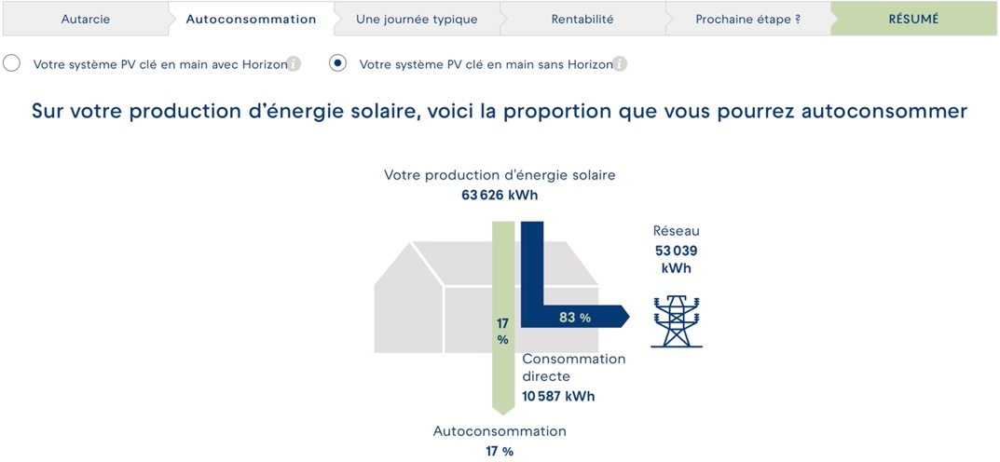 Autarcie
Autoconsommation
Une journée typique
Rentabilité
Prochaine étape ?
RÉSUMÉ
Votre système PV clé en main avec Horizon i
Votre système PV clé en main sans Horizon i
Sur votre production d’énergie solaire, voici la proportion que vous pourrez autoconsommer
Votre production d'énergie solaire
63 626 kWh
Réseau
53 039
kWh
83 %
17
%
Consommation
directe
10 587 kWh
Autoconsommation
17 %